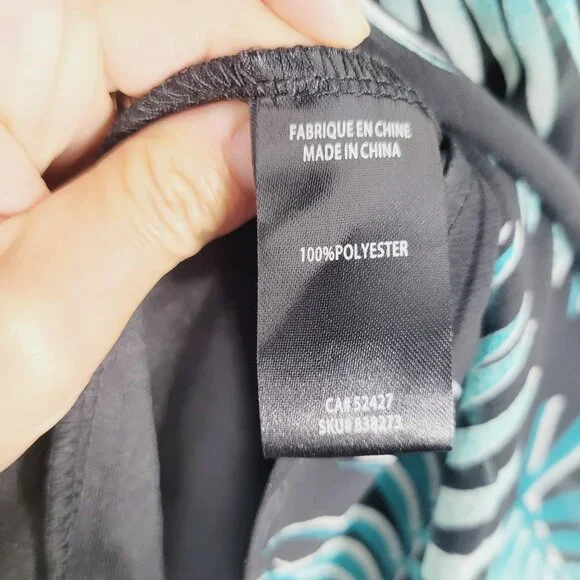 FABRIQUE EN CHINE
MADE IN CHINA
100%POLYESTER
CA# 52427
SKU# 838273